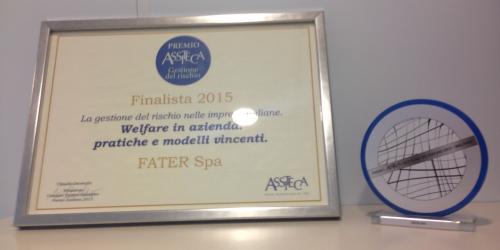 PREMIO
ASSITECA
Gestione
del rischio
Finalista 2015
La gestione del rischio nelle imprese italiane.
Welfare in azienda:
pratiche e modelli vincenti.
FATER Spa
ASSITECA